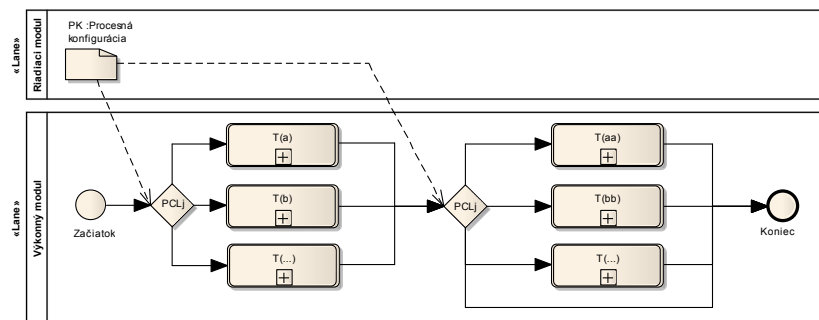 «Lane»
Riadiaci modul
PK :Procesná
konfigurácia
«Lane»
Výkonný modul
Začiatok
PCLj
T(a)
T(b)
T(...)
PCLj
T(aa)
T(bb)
T(...)
Koniec